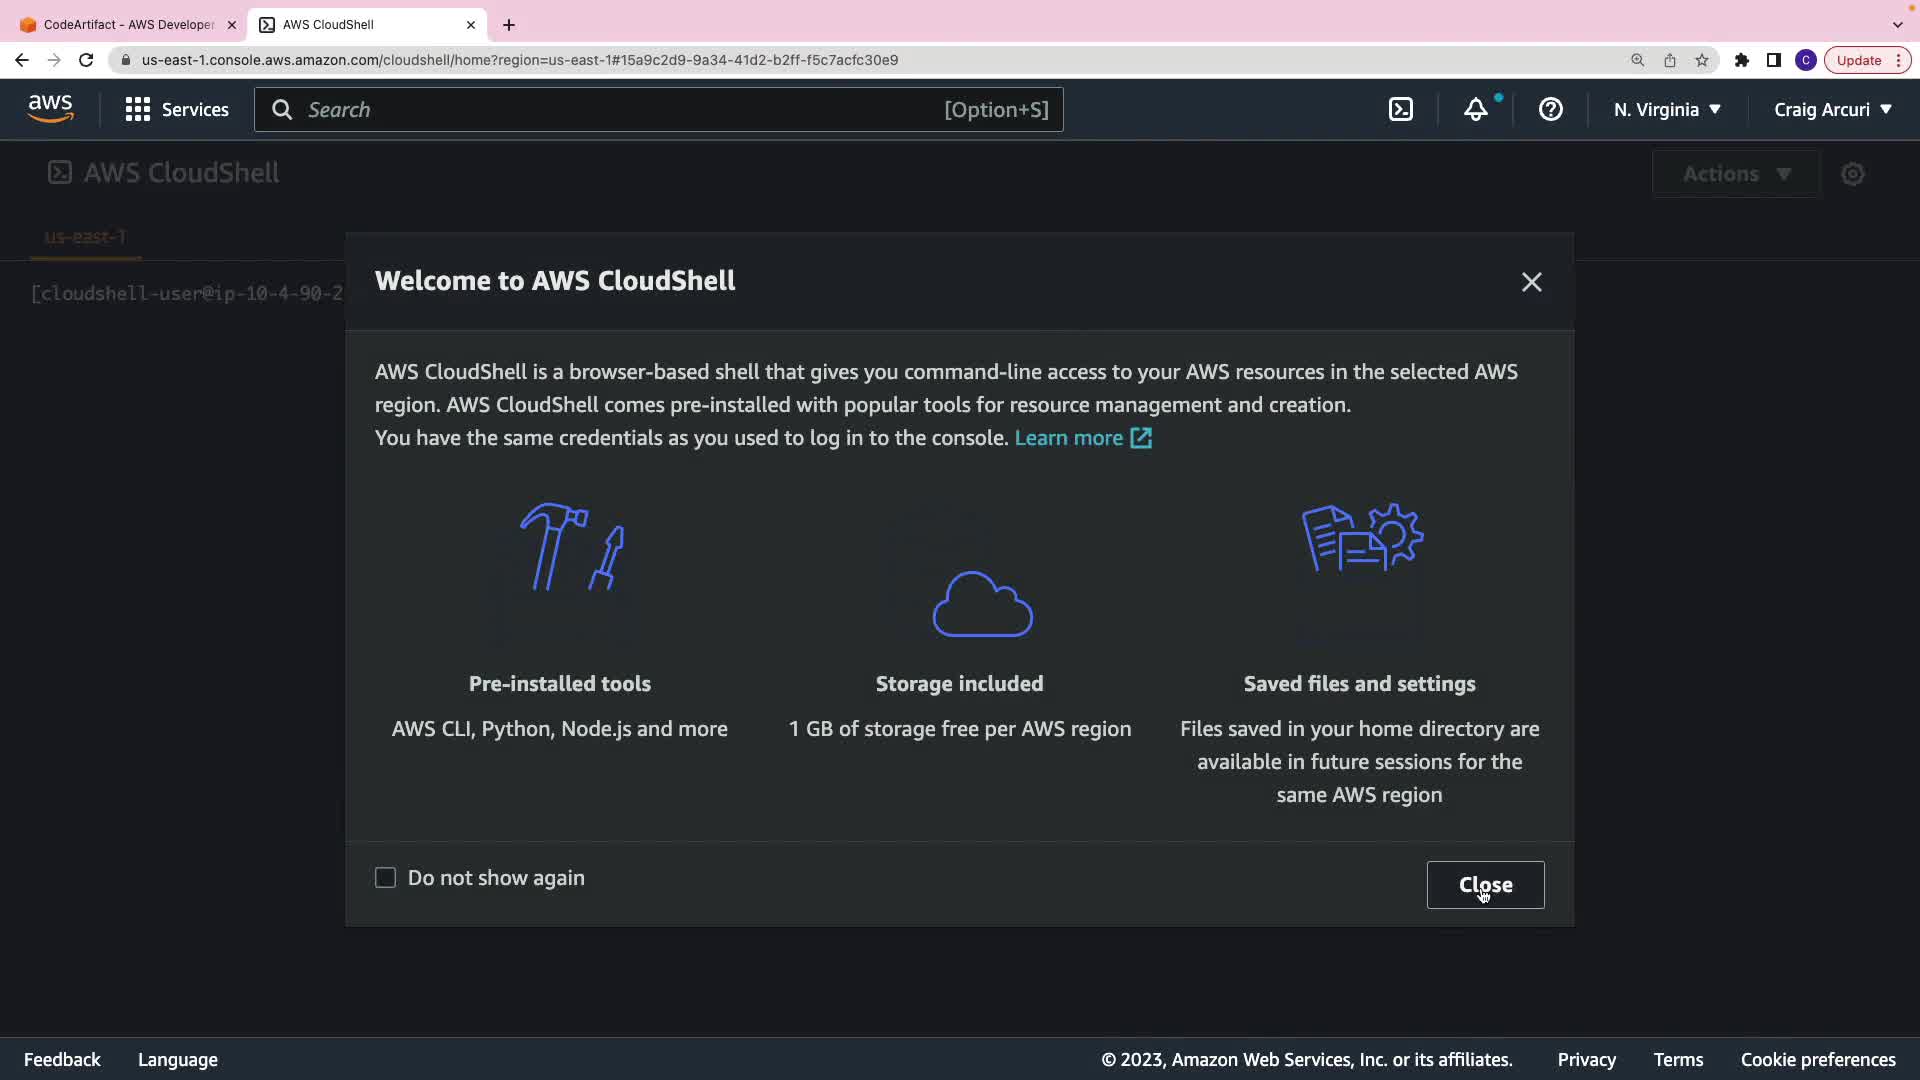 CodeArtifact - AWS Developer
AWS CloudShell
us-east-1.console.aws.amazon.com/cloudshell/home?region=us-east-1#15a9c2d9-9a34-41d2-b2ff-f5c7acfc30e9
C
Update
aws
Services
Search
[Option+S]
N. Virginia
Craig Arcuri
AWS CloudShell
Actions
us-east-1
[cloudshell-user@ip-10-4-90-2
Welcome to AWS CloudShell
AWS CloudShell is a browser-based shell that gives you command-line access to your AWS resources in the selected AWS
region. AWS CloudShell comes pre-installed with popular tools for resource management and creation.
You have the same credentials as you used to log in to the console. Learn more
Pre-installed tools
AWS CLI, Python, Node.js and more
Storage included
1 GB of storage free per AWS region
Saved files and settings
Files saved in your home directory are
available in future sessions for the
same AWS region
Do not show again
Close
Feedback
Language
© 2023, Amazon Web Services, Inc. or its affiliates.
Privacy
Terms
Cookie preferences